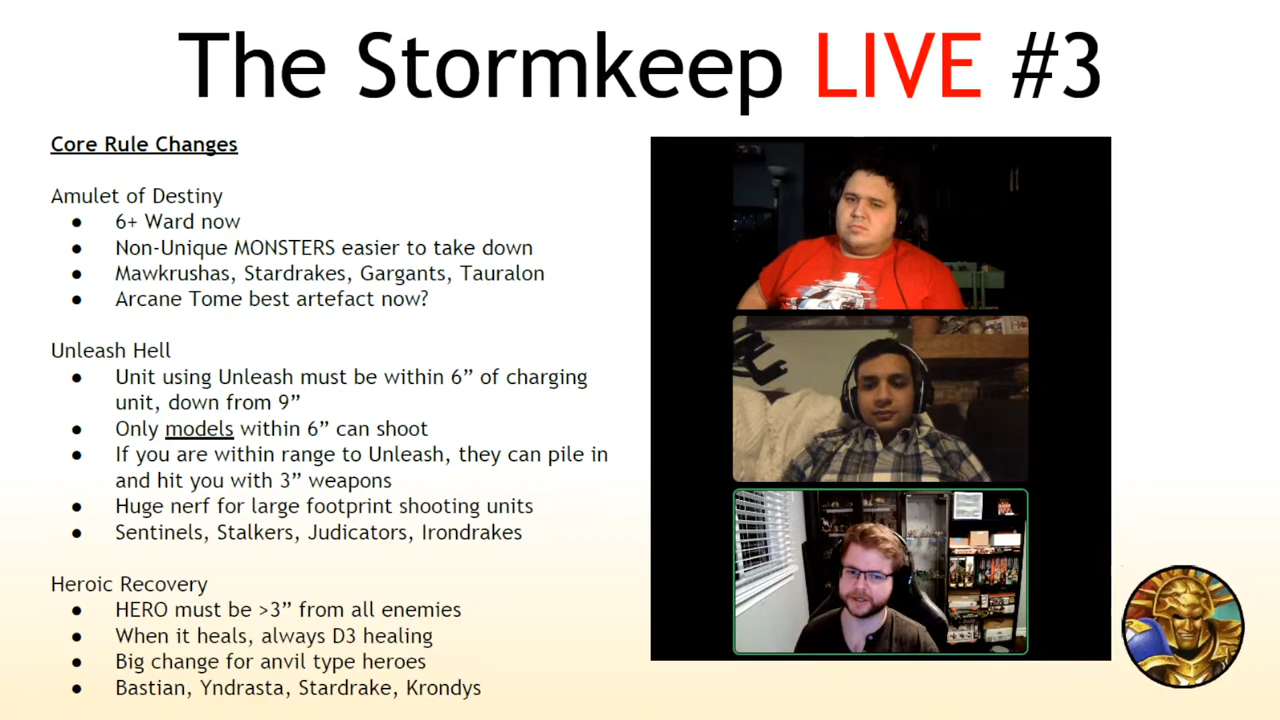 The Stormkeep LIVE #3
Core Rule Changes
Amulet of Destiny
● 6+ Ward now
● Non-Unique MONSTERS easier to take down
● Mawkrushas, Stardrakes, Gargants, Tauralon
● Arcane Tome best artefact now?
Unleash Hell
● Unit using Unleash must be within 6” of charging
unit, down from 9”
● Only models within 6” can shoot
● If you are within range to Unleash, they can pile in
and hit you with 3” weapons
● Huge nerf for large footprint shooting units
● Sentinels, Stalkers, Judicators, Irondrakes
Heroic Recovery
● HERO must be >3” from all enemies
● When it heals, always D3 healing
● Big change for anvil type heroes
● Bastian, Yndrasta, Stardrake, Krondys